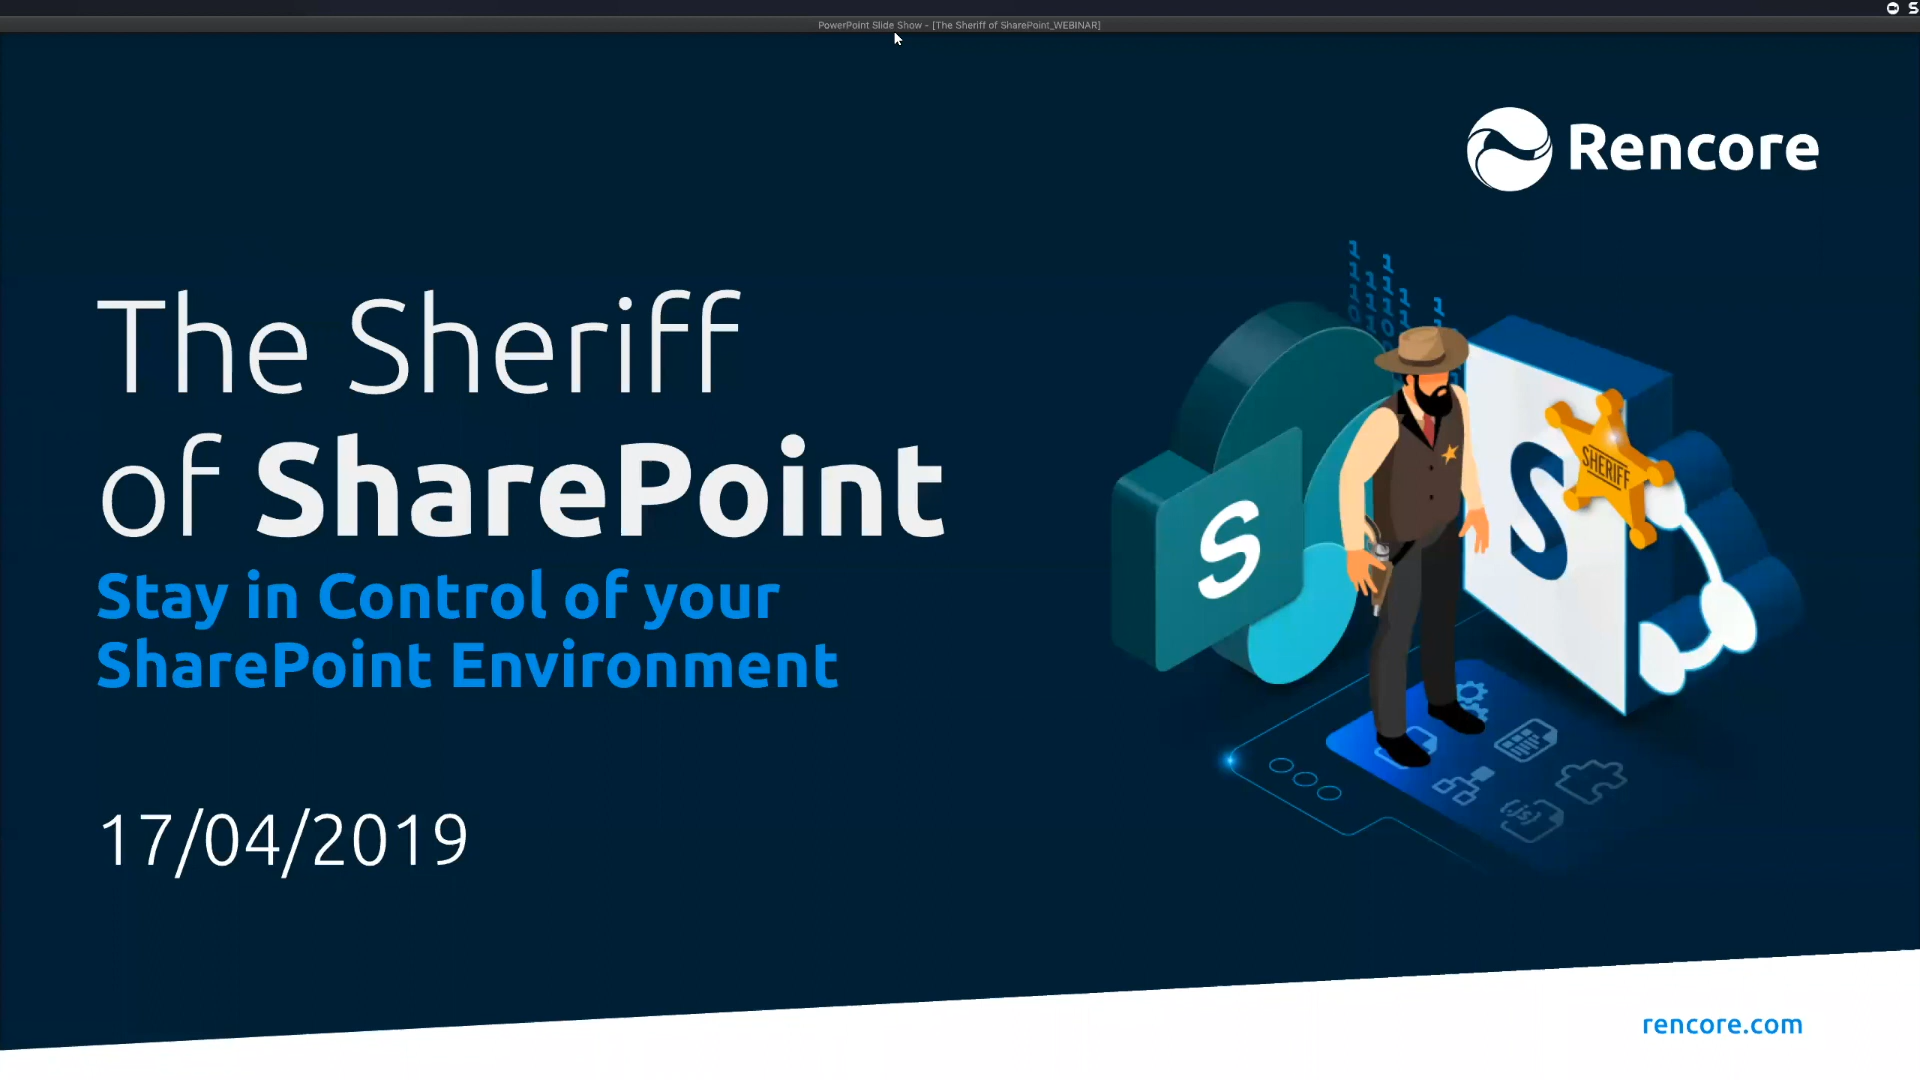 PowerPoint Slide Show - [The Sheriff of SharePoint_WEBINAR]
Rencore
The Sheriff
of SharePoint
Stay in Control of your
SharePoint Environment
17/04/2019
S
S
SHERIFF
{js}
rencore.com